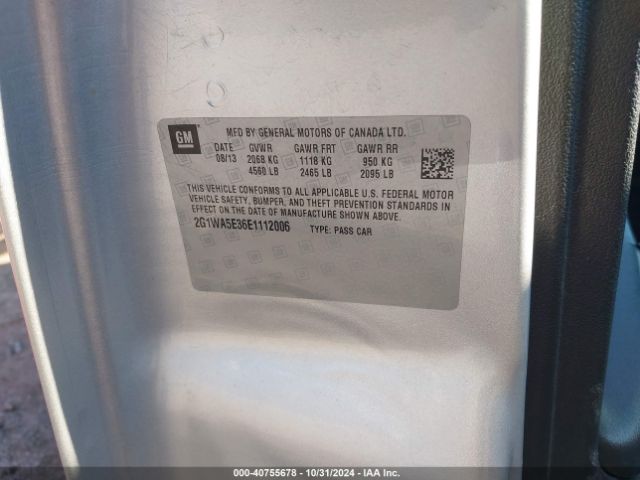 GM
MFD BY GENERAL MOTORS OF CANADA LTD.
DATE GVWR GAWR FRT GAWR RR
08/13 2068 KG 1118 KG 950 KG
4560 LB 2465 LB 2095 LB
THIS VEHICLE CONFORMS TO ALL APPLICABLE U.S. FEDERAL MOTOR
VEHICLE SAFETY, BUMPER, AND THEFT PREVENTION STANDARDS IN
EFFECT ON THE DATE OF MANUFACTURE SHOWN ABOVE.
2G1WA5E36E1112006 TYPE: PASS CAR
000-40755678 - 10/31/2024 - IAA Inc.